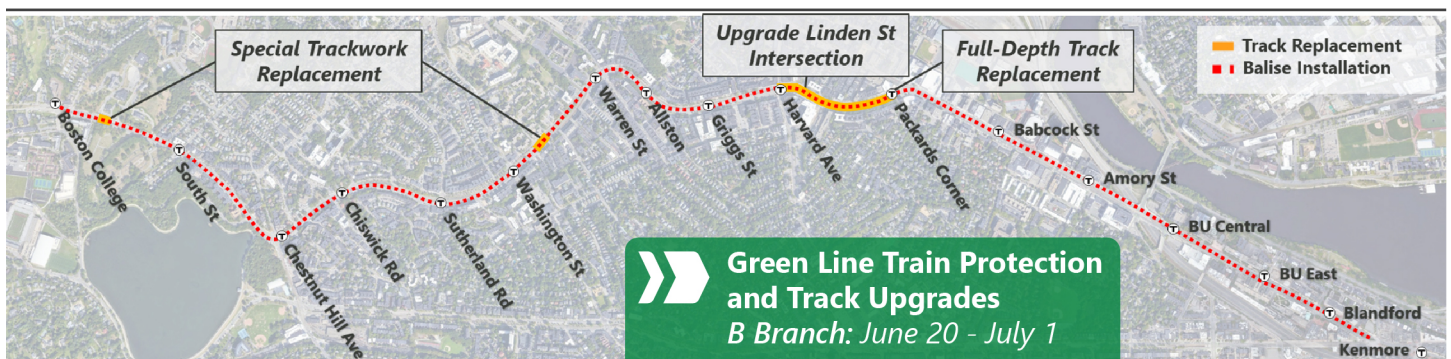 Special Trackwork
Replacement
Upgrade Linden St
Intersection
Full-Depth Track
Replacement
Track Replacement
Balise Installation
Boston College
South St
Chestnut Hill Ave
Chiswick Rd
Sutherland Rd
Washington St
Warren St
Allston
Griggs St
Harvard Ave
Packards Corner
Babcock St
Amory St
BU Central
BU East
Blandford
Kenmore
Green Line Train Protection
and Track Upgrades
B Branch: June 20 - July 1